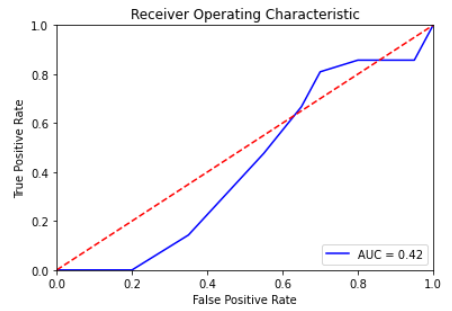 Receiver Operating Characteristic
1.0
0.8
0.6
0.4
0.2
0.0
True Positive Rate
AUC = 0.42
0.0 0.2 0.4 0.6 0.8 1.0
False Positive Rate